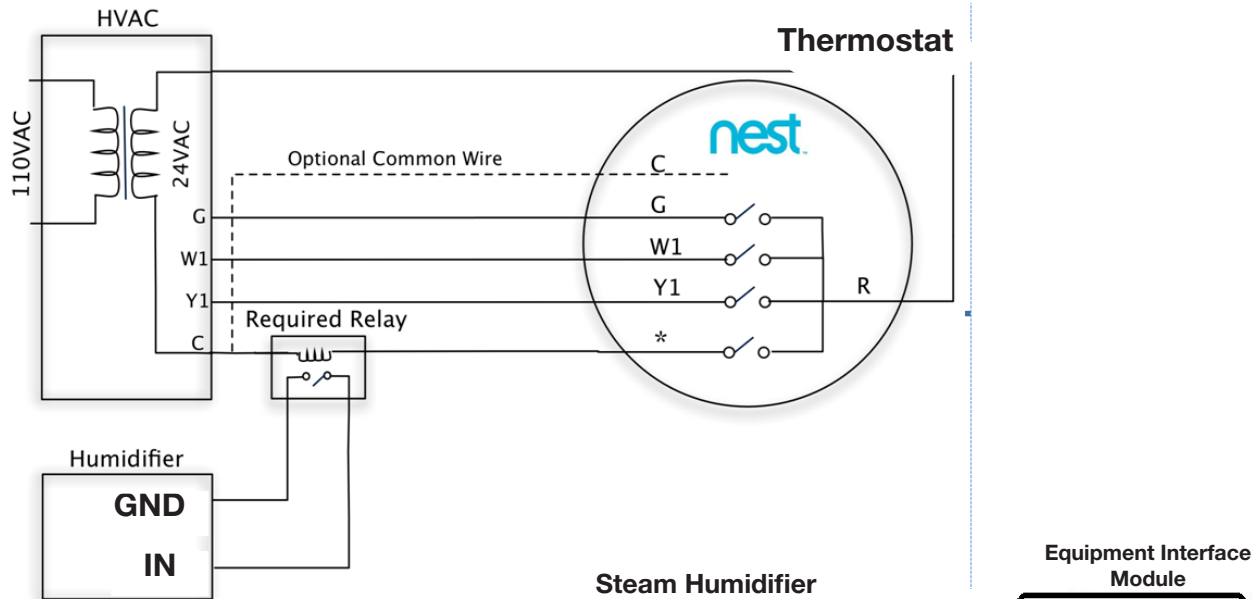 HVAC
Thermostat
110VAC
24VAC
nest
Optional Common Wire
C
G
G
W1
W1
Y1
Y1
R
Required Relay
C
*
Humidifier
GND
IN
Steam Humidifier
Equipment Interface
Module